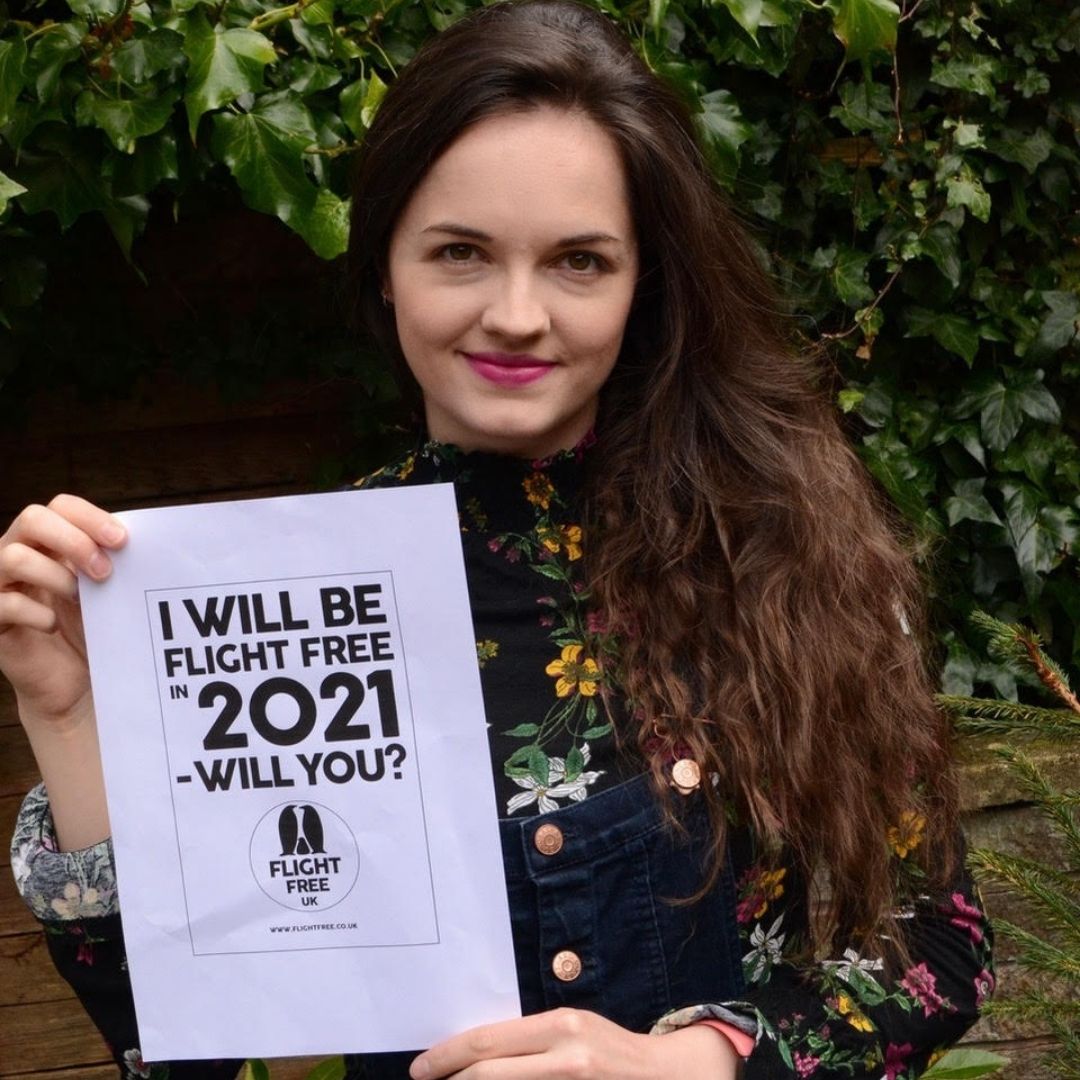 I WILL BE
FLIGHT FREE
IN 2021
-WILL YOU?
FLIGHT
FREE
UK
WWW.FLIGHTFREE.CO.UK